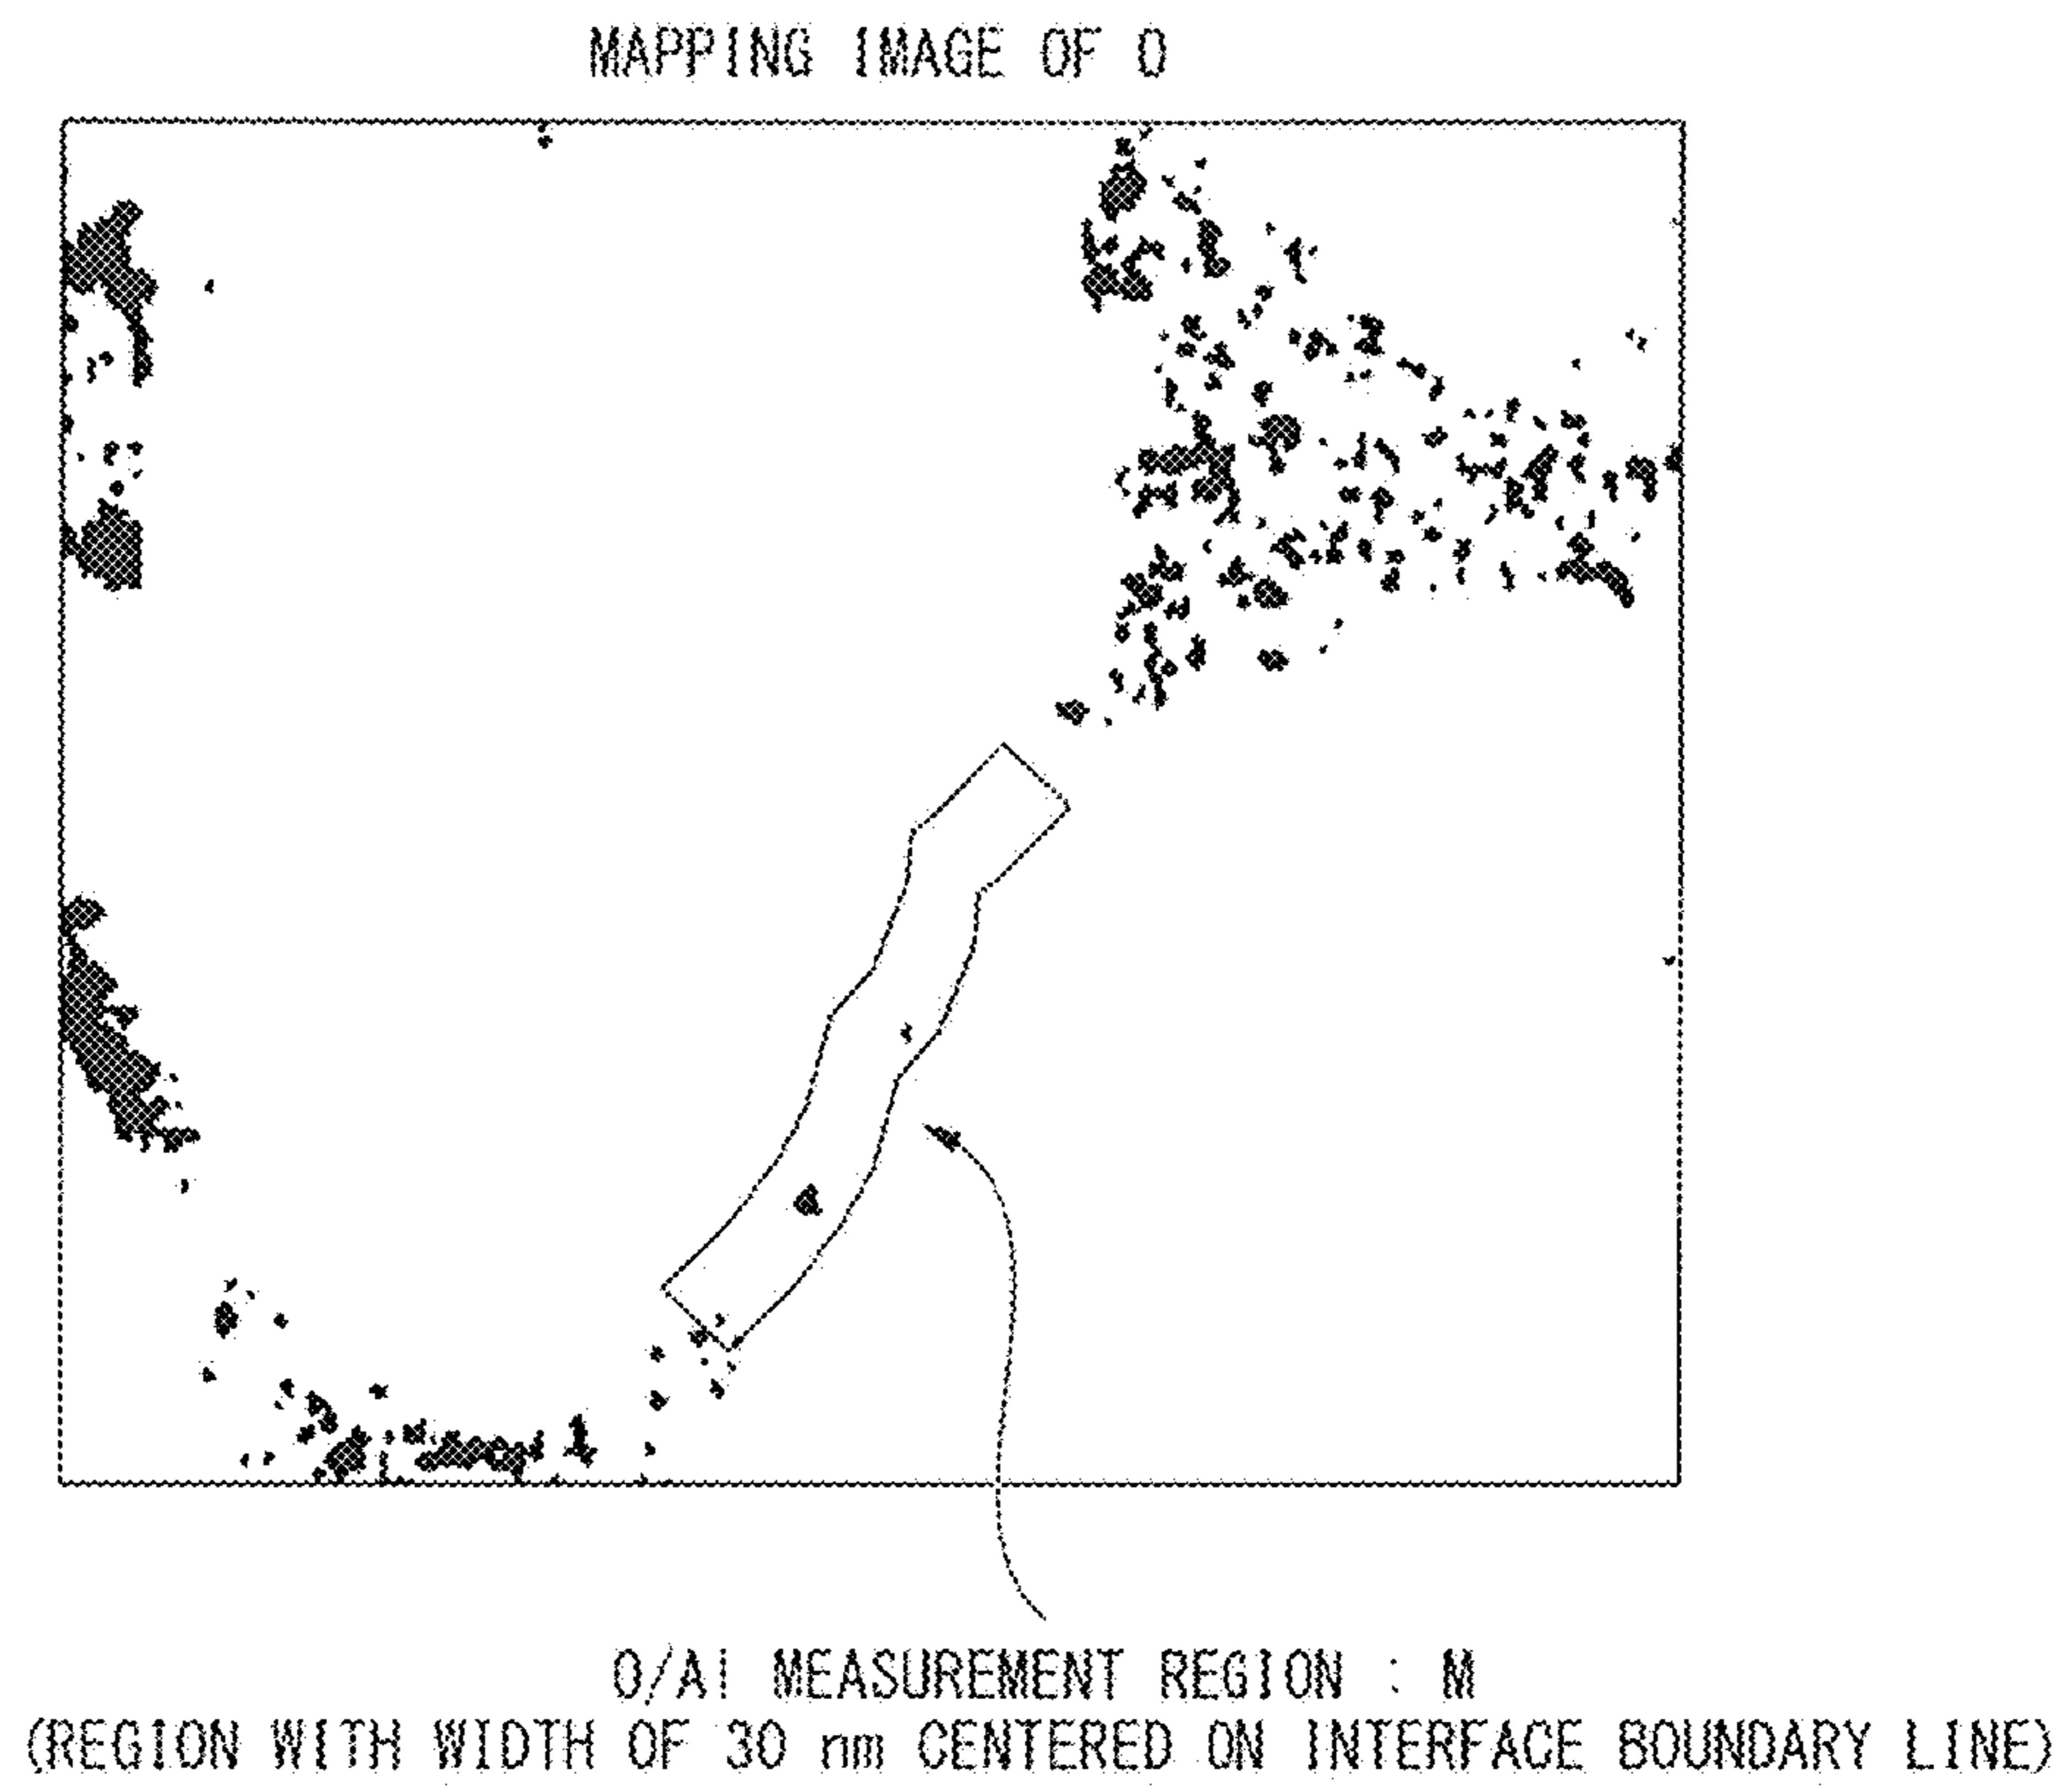 MAPPING IMAGE OF O
O/Al MEASUREMENT REGION : M
(REGION WITH WIDTH OF 30 nm CENTERED ON INTERFACE BOUNDARY LINE)